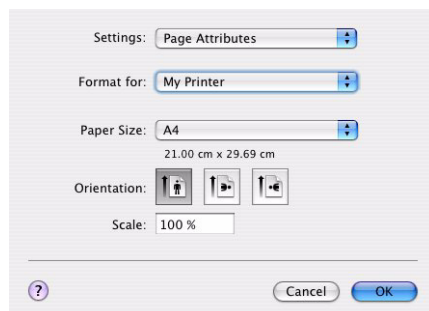 Settings: Page Attributes
Format for: My Printer
Paper Size: A4
21.00 cm x 29.69 cm
Orientation:
Scale: 100 %
? Cancel OK